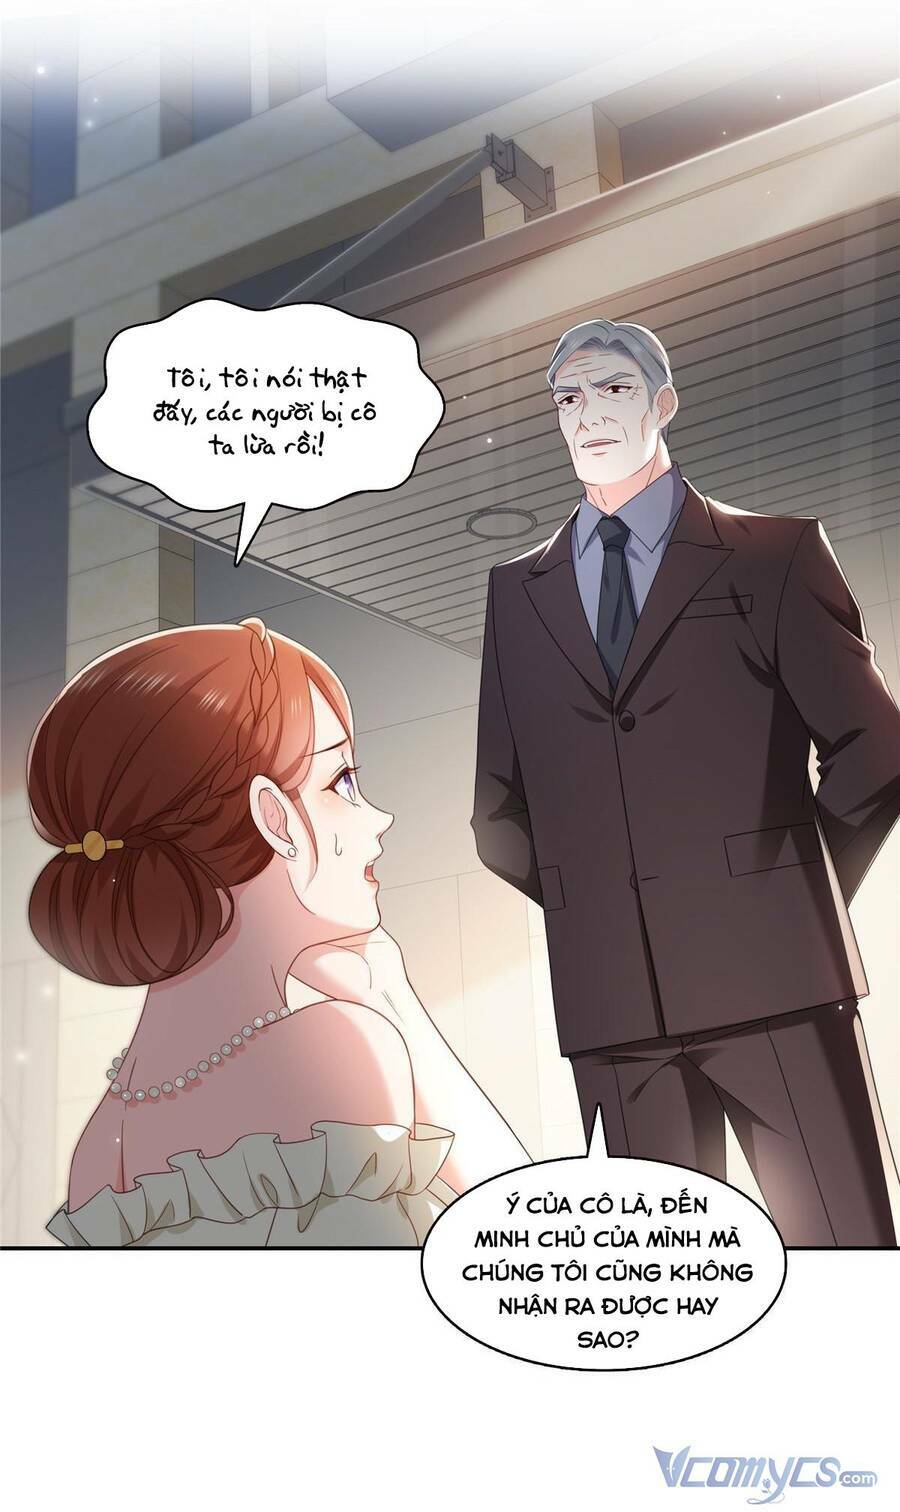 Tôi, tôi nói thật
đấy, các người bị cô
ta lừa rồi!
Ý CỦA CÔ LÀ, ĐẾN
MINH CHỦ CỦA MÌNH MÀ
CHÚNG TÔI CŨNG KHÔNG
NHẬN RA ĐƯỢC HAY
SAO?
VCOMYCS.com